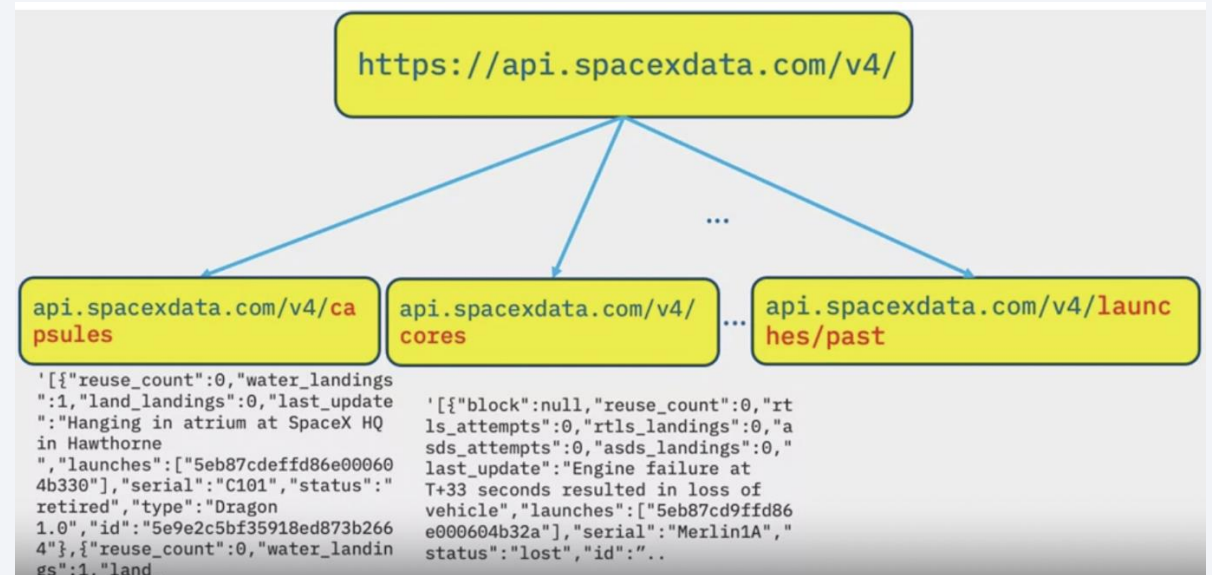 https://api.spacexdata.com/v4/
...
api.spacexdata.com/v4/ca
psules
api.spacexdata.com/v4/
cores
...
api.spacexdata.com/v4/launc
hes/past
'[{"reuse_count":0,"water_landings
":1,"land_landings":0,"last_update
":"Hanging in atrium at SpaceX HQ
in Hawthorne
","launches":["5eb87cdeffd86e00060
4b330"],"serial":"C101","status":"
retired","type":"Dragon
1.0","id":"5e9e2c5bf35918ed873b266
4"},{"reuse_count":0,"water_landin
gs":1,"land
'[{"block":null,"reuse_count":0,"rt
ls_attempts":0,"rtls_landings":0,"a
sds_attempts":0,"asds_landings":0,"
last_update":"Engine failure at
T+33 seconds resulted in loss of
vehicle","launches":["5eb87cd9ffd86
e000604b32a"],"serial":"Merlin1A","
status":"lost","id":”..